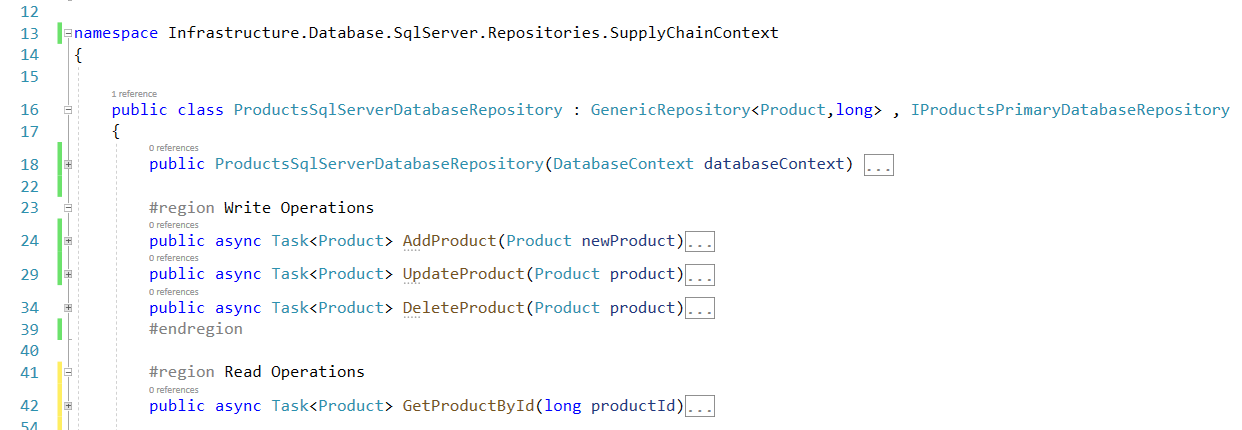 12
13 namespace Infrastructure.Database.SqlServer.Repositories.SupplyChainContext
14 {
15
1 reference
16 public class ProductsSqlServerDatabaseRepository : GenericRepository<Product,long> , IProductsPrimaryDatabaseRepository
17 {
0 references
18 public ProductsSqlServerDatabaseRepository(DatabaseContext databaseContext) ...
22
23 #region Write Operations
0 references
24 public async Task<Product> AddProduct(Product newProduct)...
0 references
29 public async Task<Product> UpdateProduct(Product product)...
0 references
34 public async Task<Product> DeleteProduct(Product product)...
39 #endregion
40
41 #region Read Operations
0 references
42 public async Task<Product> GetProductById(long productId)...
54